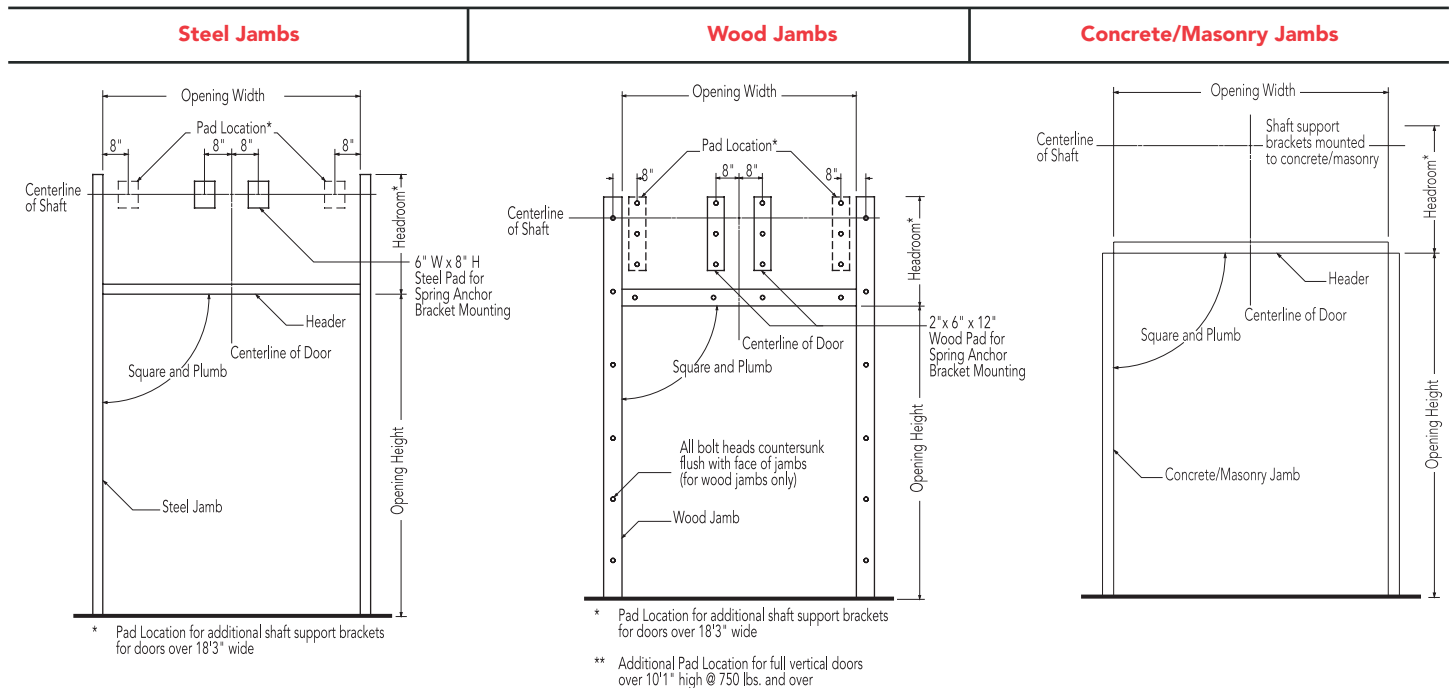 Steel Jambs
Wood Jambs
Concrete/Masonry Jambs
Opening Width
Pad Location*
8"
8"
8"
8"
Centerline
of Shaft
Headroom*
6" W x 8" H
Steel Pad for
Spring Anchor
Bracket Mounting
Header
Centerline of Door
Square and Plumb
Opening Height
Steel Jamb
* Pad Location for additional shaft support brackets
for doors over 18'3" wide
Opening Width
Pad Location*
8"
8"
8"
8"
Centerline
of Shaft
Headroom*
2"x 6" x 12"
Wood Pad for
Spring Anchor
Bracket Mounting
Centerline of Door
Square and Plumb
Opening Height
All bolt heads countersunk
flush with face of jambs
(for wood jambs only)
Wood Jamb
* Pad Location for additional shaft support brackets
for doors over 18'3" wide
** Additional Pad Location for full vertical doors
over 10'1" high @ 750 lbs. and over
Opening Width
Centerline
of Shaft
Shaft support
brackets mounted
to concrete/masonry
Headroom*
Header
Centerline of Door
Square and Plumb
Opening Height
Concrete/Masonry Jamb